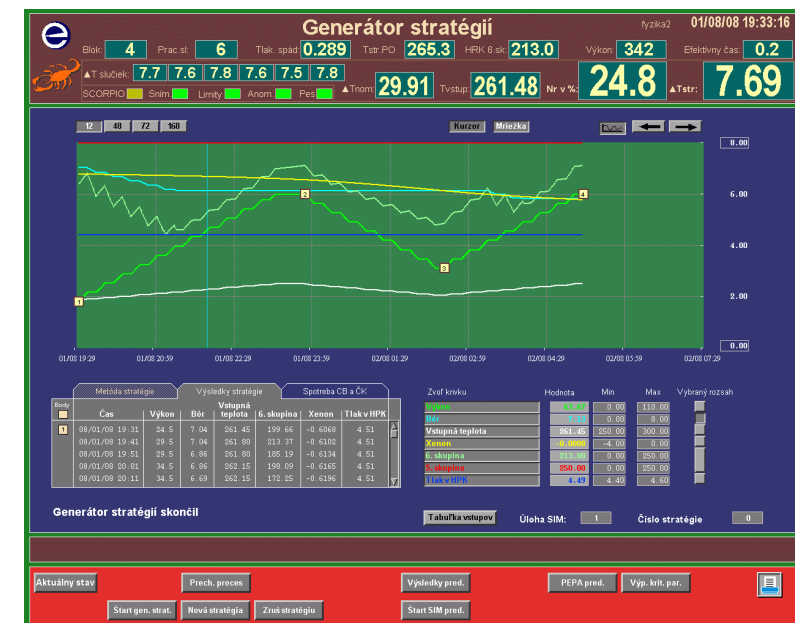 Generátor stratégií fyzika2 01/08/08 19:33:16
Blok: 4 Prac.sl: 6 Tlak. spád: 0.289 Tstr.PO 265.3 HRK 6.sk: 213.0 Výkon: 342 Efektívny čas: 0.2
▲T slučiek: 7.7 7.6 7.8 7.6 7.5 7.8 ▲Tnom: 29.91 Tvstup: 261.48 Nr v %: 24.8 ▲Tstr: 7.69
SCORPIO Sním. Limity Anom. Pes
12 48 72 168 Kurzor Mriežka
8.00
6.00
4.00
2.00
0.00
1 2 3 4
01/08 19:29 01/08 20:59 01/08 22:29 01/08 23:59 02/08 01:29 02/08 02:59 02/08 04:29 02/08 05:59 02/08 07:29
Metóda stratégie Výsledky stratégie Spotreba CB a ČK
Body Čas Výkon Bór Vstupná teplota 6. skupina Xenon Tlak v HPK
1 08/01/08 19:31 24.5 7.04 261.45 199.66 -0.6068 4.51
08/01/08 19:41 29.5 7.04 261.80 213.37 -0.6102 4.51
08/01/08 19:51 29.5 6.86 261.80 185.19 -0.6134 4.51
08/01/08 20:01 34.5 6.86 262.15 198.09 -0.6165 4.51
08/01/08 20:11 34.5 6.69 262.15 172.25 -0.6196 4.51
Zvoľ krivku Hodnota Min Max Vybraný rozsah
Výkon 0.00 110.00
Bór 0.00 8.00
Vstupná teplota 261.45 250.00 300.00
Xenon -0.0000 -4.00 0.00
6. skupina 213.00 0.00 250.00
5. skupina 250.00 0.00 250.00
Tlak v HPK 4.49 4.40 4.60
Generátor stratégií skončil
Tabuľka vstupov Úloha SIM: 1 Číslo stratégie 0
Aktuálny stav Prech. proces Výsledky pred. PEPA pred. Výp. krit. par.
Štart gen. strat. Nová stratégia Zruš stratégiu Štart SIM pred.